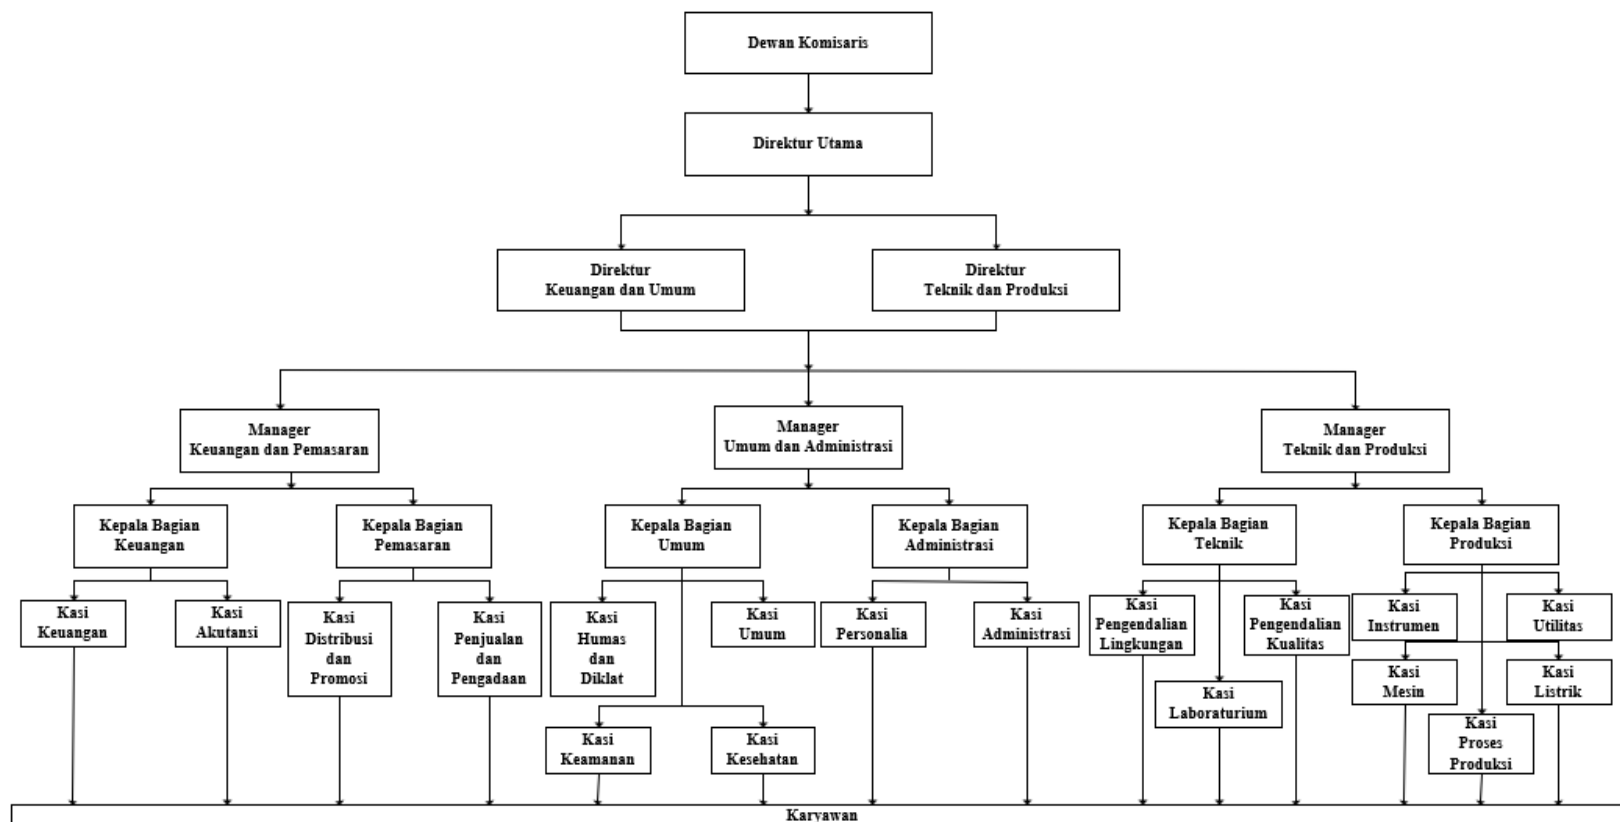 Dewan Komisaris
Direktur Utama
Direktur
Keuangan dan Umum
Direktur
Teknik dan Produksi
Manager
Keuangan dan Pemasaran
Manager
Umum dan Administrasi
Manager
Teknik dan Produksi
Kepala Bagian
Keuangan
Kepala Bagian
Pemasaran
Kepala Bagian
Umum
Kepala Bagian
Administrasi
Kepala Bagian
Teknik
Kepala Bagian
Produksi
Kasi
Keuangan
Kasi
Akutansi
Kasi
Distribusi
dan
Promosi
Kasi
Penjualan
dan
Pengadaan
Kasi
Humas
dan
Diklat
Kasi
Umum
Kasi
Personalia
Kasi
Administrasi
Kasi
Pengendalian
Lingkungan
Kasi
Pengendalian
Kualitas
Kasi
Instrumen
Kasi
Utilitas
Kasi
Mesin
Kasi
Listrik
Kasi
Laboraturium
Kasi
Keamanan
Kasi
Kesehatan
Kasi
Proses
Produksi
Karyawan